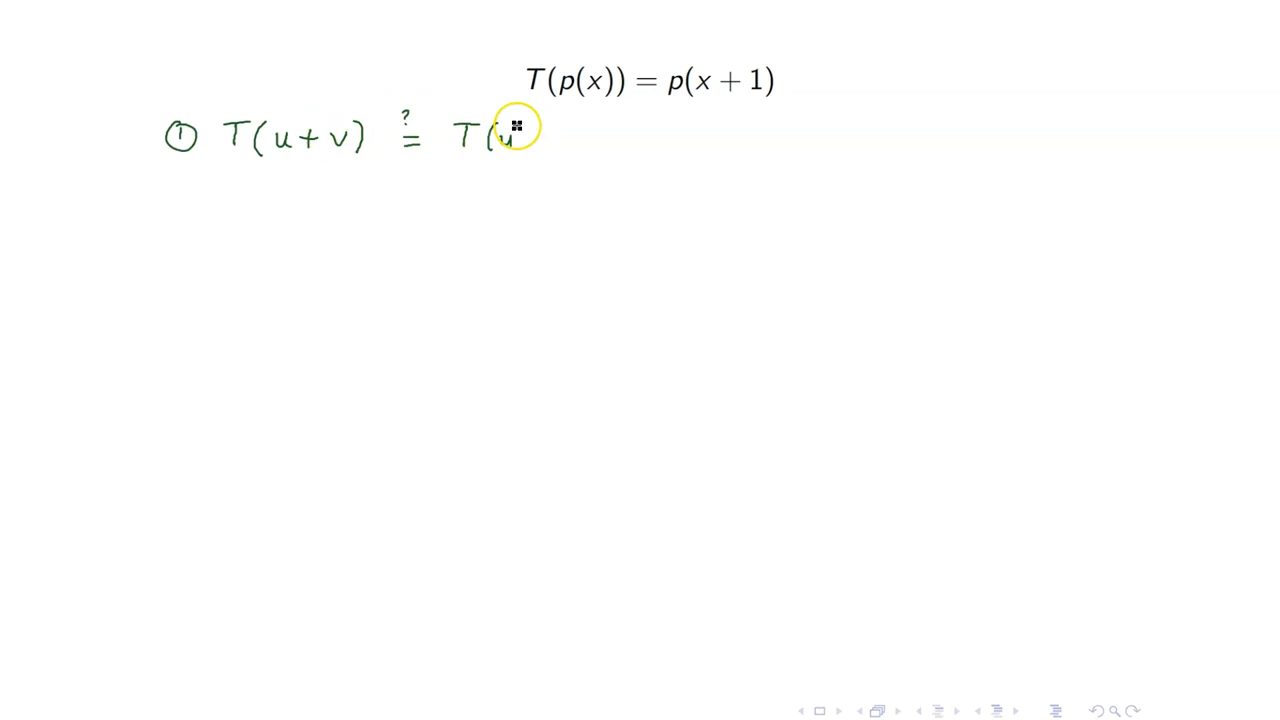 T(p(x)) = p(x + 1)
① T(u+v) ≟ T(u